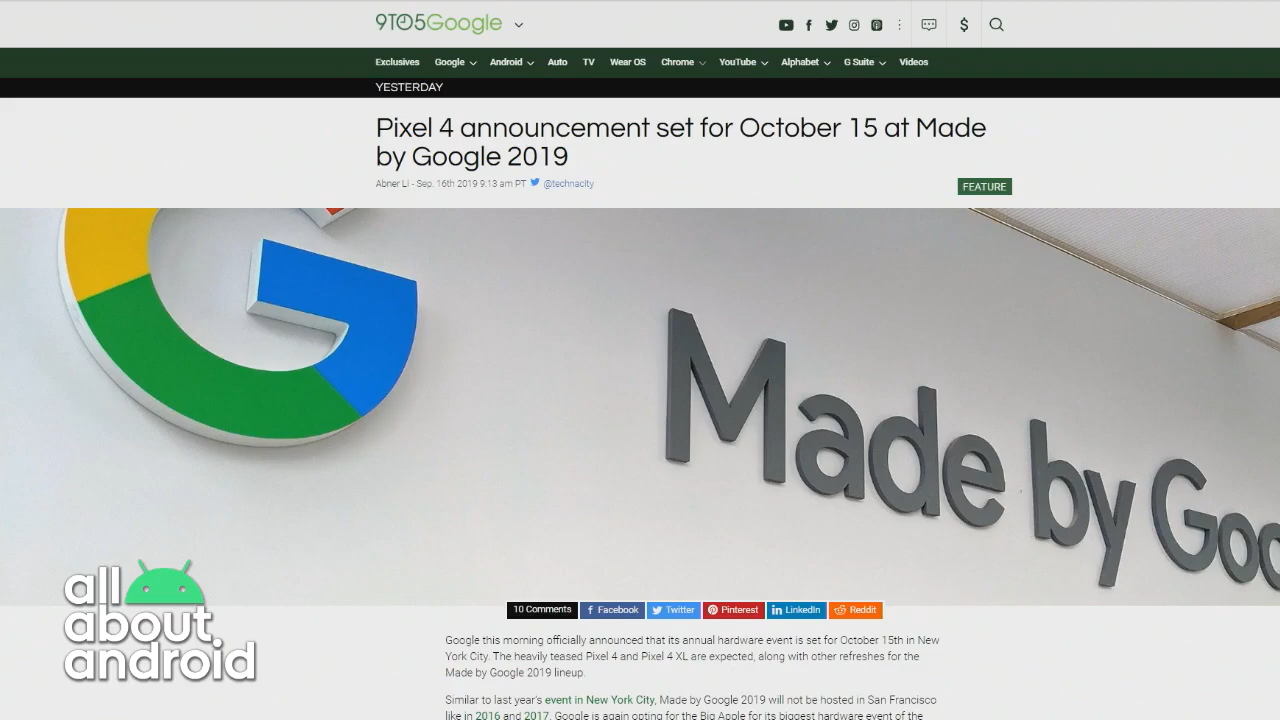 9TO5Google
Exclusives Google Android Auto TV Wear OS Chrome YouTube Alphabet G Suite Videos
YESTERDAY
Pixel 4 announcement set for October 15 at Made
by Google 2019
Abner Li - Sep. 16th 2019 9:13 am PT @technacity
FEATURE
G
Made by Goo
all
about
android
10 Comments Facebook Twitter Pinterest LinkedIn Reddit
Google this morning officially announced that its annual hardware event is set for October 15th in New
York City. The heavily teased Pixel 4 and Pixel 4 XL are expected, along with other refreshes for the
Made by Google 2019 lineup.
Similar to last year's event in New York City, Made by Google 2019 will not be hosted in San Francisco
like in 2016 and 2017. Google is again opting for the Big Apple for its biggest hardware event of the